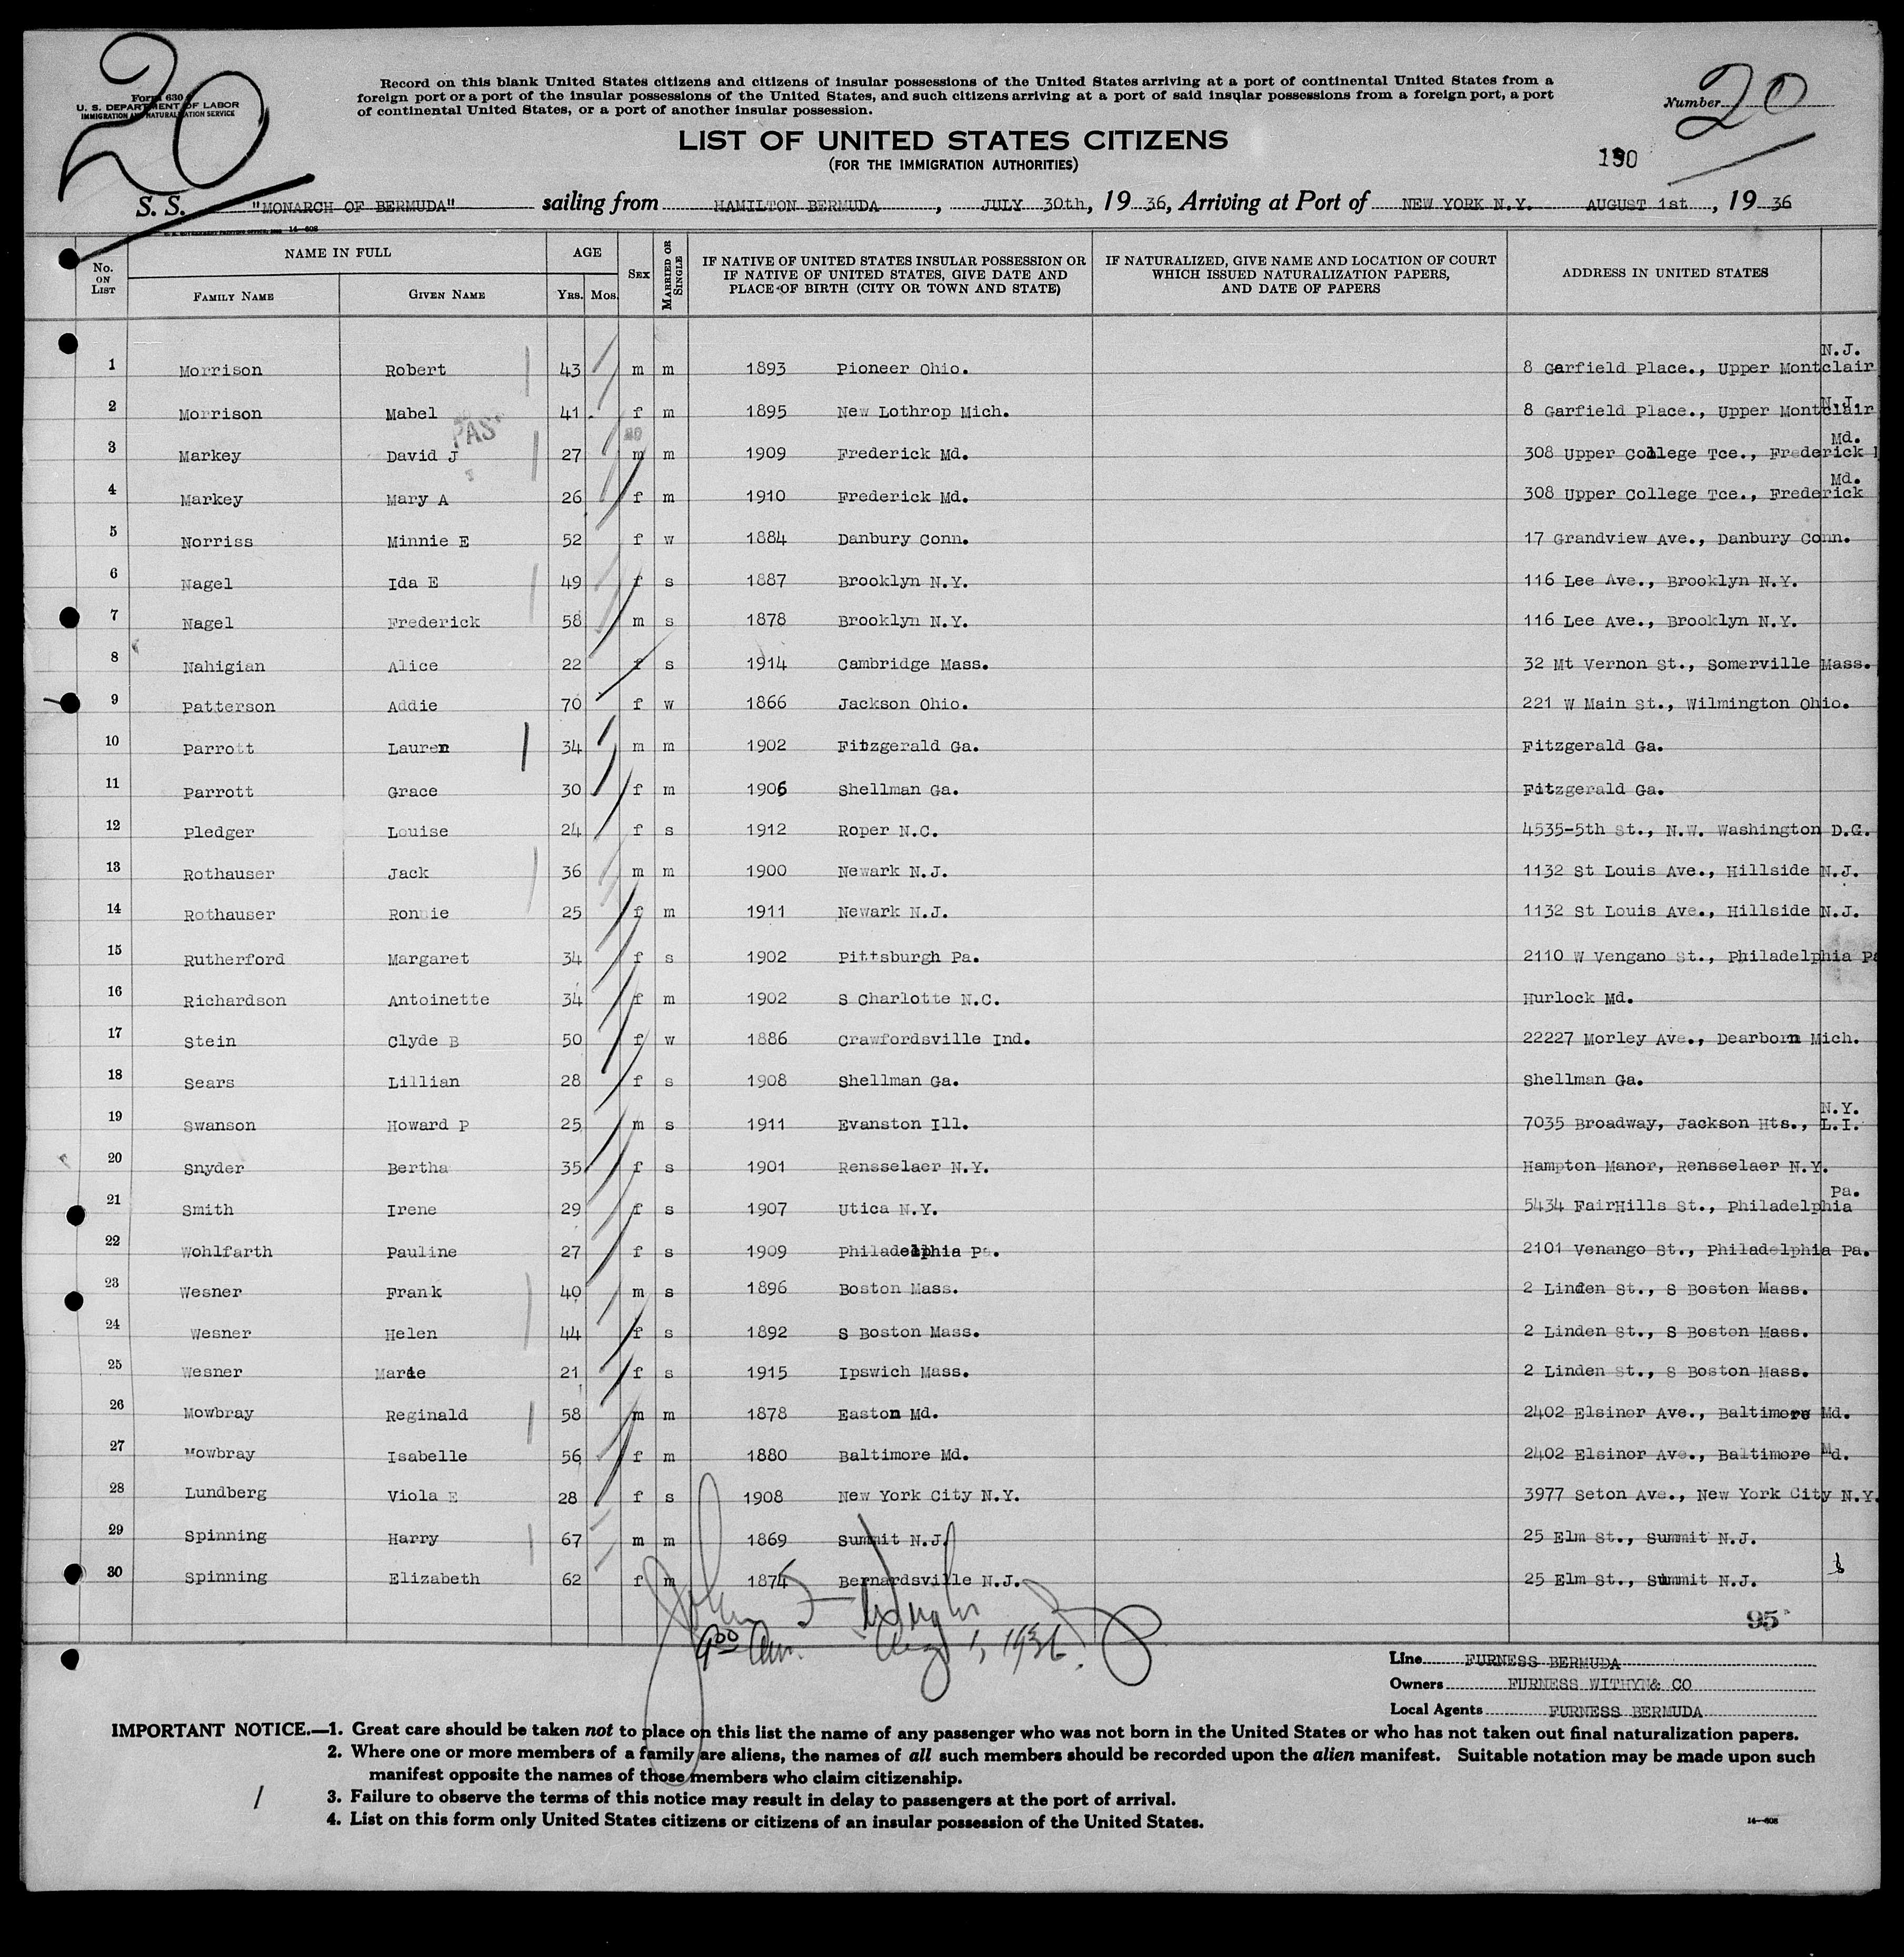 20
Form 630
U. S. DEPARTMENT OF LABOR
IMMIGRATION AND NATURALIZATION SERVICE
Record on this blank United States citizens and citizens of insular possessions of the United States arriving at a port of continental United States from a
foreign port or a port of the insular possessions of the United States, and such citizens arriving at a port of said insular possessions from a foreign port, a port
of continental United States, or a port of another insular possession.
Number 20
LIST OF UNITED STATES CITIZENS
(FOR THE IMMIGRATION AUTHORITIES)
190
S. S. "MONARCH OF BERMUDA" sailing from HAMILTON BERMUDA, JULY 30th, 19 36, Arriving at Port of NEW YORK N.Y. AUGUST 1st, 19 36
14—608
No. ON LIST NAME IN FULL FAMILY NAME GIVEN NAME AGE YRS. MOS. SEX MARRIED OR SINGLE IF NATIVE OF UNITED STATES INSULAR POSSESSION OR IF NATIVE OF UNITED STATES, GIVE DATE AND PLACE OF BIRTH (CITY OR TOWN AND STATE) IF NATURALIZED, GIVE NAME AND LOCATION OF COURT WHICH ISSUED NATURALIZATION PAPERS, AND DATE OF PAPERS ADDRESS IN UNITED STATES
1 Morrison Robert 43 m m 1893 Pioneer Ohio. 8 Garfield Place., Upper Montclair N.J.
2 Morrison Mabel 41 f m 1895 New Lothrop Mich. 8 Garfield Place., Upper Montclair N.J.
3 Markey David J 27 m m 1909 Frederick Md. 308 Upper College Tce., Frederick Md.
4 Markey Mary A 26 f m 1910 Frederick Md. 308 Upper College Tce., Frederick Md.
5 Norriss Minnie E 52 f w 1884 Danbury Conn. 17 Grandview Ave., Danbury Conn.
6 Nagel Ida E 49 f s 1887 Brooklyn N.Y. 116 Lee Ave., Brooklyn N.Y.
7 Nagel Frederick 58 m s 1878 Brooklyn N.Y. 116 Lee Ave., Brooklyn N.Y.
8 Nahigian Alice 22 f s 1914 Cambridge Mass. 32 Mt Vernon St., Somerville Mass.
9 Patterson Addie 70 f w 1866 Jackson Ohio. 221 W Main St., Wilmington Ohio.
10 Parrott Lauren 34 m m 1902 Fitzgerald Ga. Fitzgerald Ga.
11 Parrott Grace 30 f m 1906 Shellman Ga. Fitzgerald Ga.
12 Pledger Louise 24 f s 1912 Roper N.C. 4535-5th St., N.W. Washington D.C.
13 Rothauser Jack 36 m m 1900 Newark N.J. 1132 St Louis Ave., Hillside N.J.
14 Rothauser Ronnie 25 f m 1911 Newark N.J. 1132 St Louis Ave., Hillside N.J.
15 Rutherford Margaret 34 f s 1902 Pittsburgh Pa. 2110 W Vengano St., Philadelphia Pa
16 Richardson Antoinette 34 f m 1902 S Charlotte N.C. Hurlock Md.
17 Stein Clyde B 50 f w 1886 Crawfordsville Ind. 22227 Morley Ave., Dearborn Mich.
18 Sears Lillian 28 f s 1908 Shellman Ga. Shellman Ga.
19 Swanson Howard P 25 m s 1911 Evanston Ill. 7035 Broadway, Jackson Hts., L.I. N.Y.
20 Snyder Bertha 35 f s 1901 Rensselaer N.Y. Hampton Manor, Rensselaer N.Y.
21 Smith Irene 29 f s 1907 Utica N.Y. 5434 FairHills St., Philadelphia Pa.
22 Wohlfarth Pauline 27 f s 1909 Philadelphia Pa. 2101 Venango St., Philadelphia Pa.
23 Wesner Frank 40 m s 1896 Boston Mass. 2 Linden St., S Boston Mass.
24 Wesner Helen 44 f s 1892 S Boston Mass. 2 Linden St., S Boston Mass.
25 Wesner Marie 21 f s 1915 Ipswich Mass. 2 Linden St., S Boston Mass.
26 Mowbray Reginald 58 m m 1878 Easton Md. 2402 Elsinor Ave., Baltimore Md.
27 Mowbray Isabelle 56 f m 1880 Baltimore Md. 2402 Elsinor Ave., Baltimore Md.
28 Lundberg Viola E 28 f s 1908 New York City N.Y. 3977 Seton Ave., New York City N.Y.
29 Spinning Harry 67 m m 1869 Summit N.J. 25 Elm St., Summit N.J.
30 Spinning Elizabeth 62 f m 1874 Bernardsville N.J. 25 Elm St., Summit N.J.
95
John F
9 00 Am. Aug 1, 1936.
Line FURNESS BERMUDA
Owners FURNESS WITHYN& CO
Local Agents FURNESS BERMUDA
IMPORTANT NOTICE.—1. Great care should be taken not to place on this list the name of any passenger who was not born in the United States or who has not taken out final naturalization papers.
2. Where one or more members of a family are aliens, the names of all such members should be recorded upon the alien manifest. Suitable notation may be made upon such
manifest opposite the names of those members who claim citizenship.
3. Failure to observe the terms of this notice may result in delay to passengers at the port of arrival.
4. List on this form only United States citizens or citizens of an insular possession of the United States.
14—608